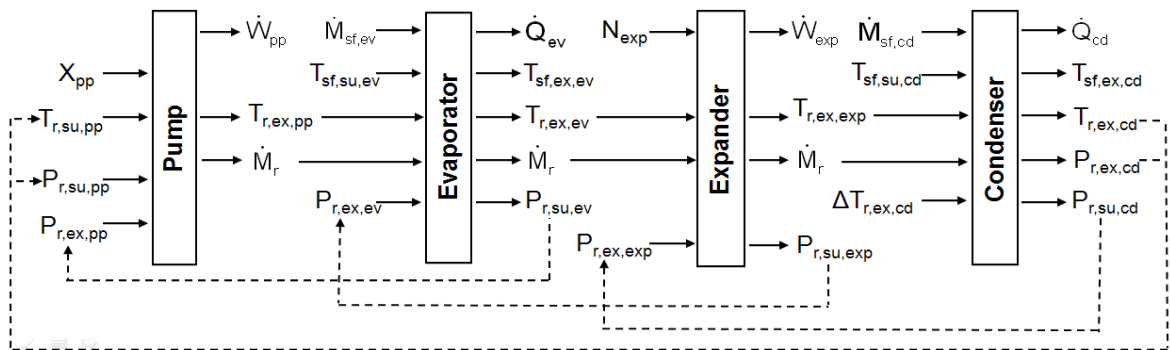 Ẇpp Ṁsf,ev Q̇ev Nexp Ẇexp Ṁsf,cd Q̇cd
Xpp Tsf,su,ev Tsf,ex,ev Tsf,su,cd Tsf,ex,cd
Tr,su,pp Tr,ex,pp Tr,ex,ev Tr,ex,exp Tr,ex,cd
Pump Evaporator Expander Condenser
Ṁr Ṁr Ṁr Pr,ex,cd
Pr,su,pp Pr,ex,ev Pr,su,ev ΔTr,ex,cd Pr,su,cd
Pr,ex,pp Pr,ex,exp Pr,su,exp